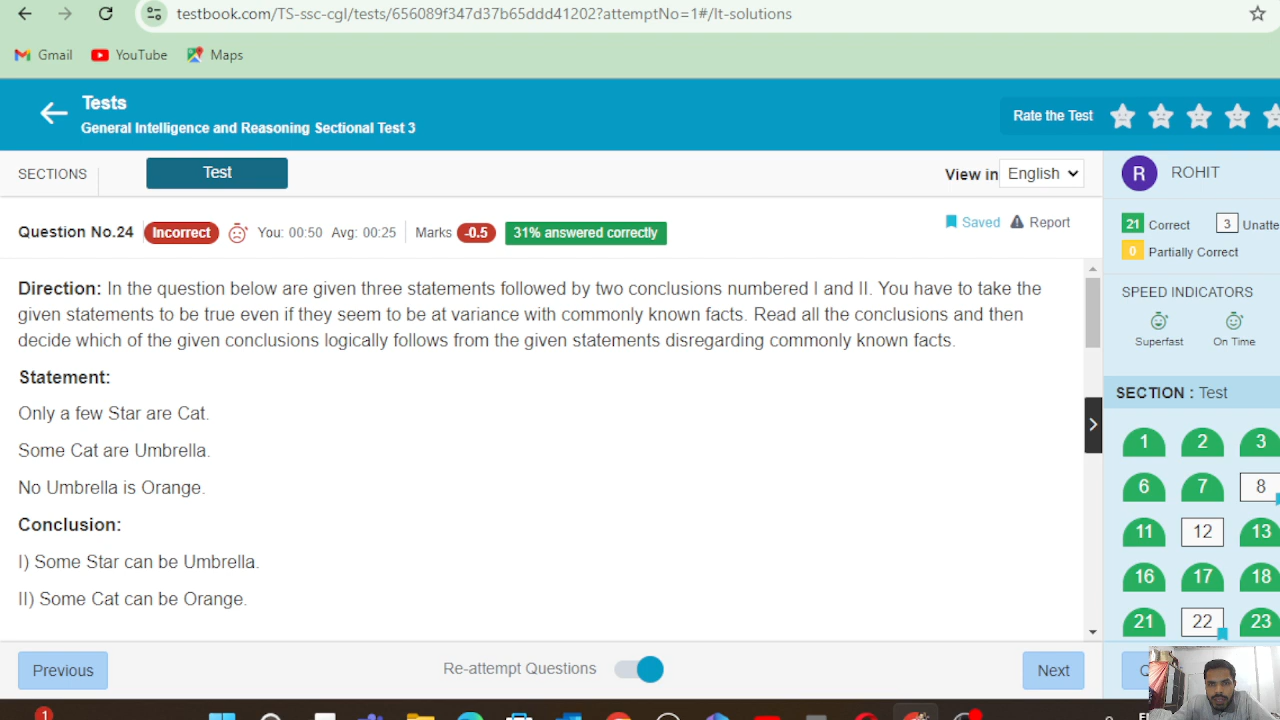 testbook.com/TS-ssc-cgl/tests/656089f347d37b65ddd41202?attemptNo=1#/lt-solutions
Gmail YouTube Maps
Tests
General Intelligence and Reasoning Sectional Test 3
Rate the Test
SECTIONS Test View in English
R ROHIT
Question No.24 Incorrect You: 00:50 Avg: 00:25 Marks -0.5 31% answered correctly Saved Report
21 Correct 3
0 Partially Correct
Direction: In the question below are given three statements followed by two conclusions numbered I and II. You have to take the
given statements to be true even if they seem to be at variance with commonly known facts. Read all the conclusions and then
decide which of the given conclusions logically follows from the given statements disregarding commonly known facts.
Statement:
Only a few Star are Cat.
Some Cat are Umbrella.
No Umbrella is Orange.
Conclusion:
I) Some Star can be Umbrella.
II) Some Cat can be Orange.
SPEED INDICATORS
Superfast On Time
SECTION : Test
1 2 3
6 7 8
11 12 13
16 17 18
21 22 23
Previous Re-attempt Questions Next
1